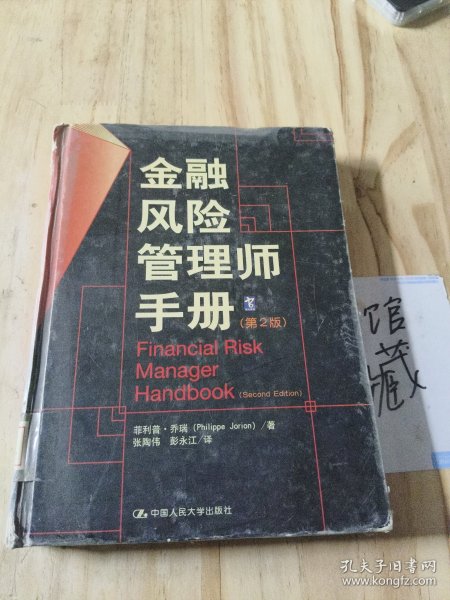 金融
风险
管理师
手册(第2版)
Financial Risk
Manager
Handbook (Second Edition)
菲利普·乔瑞 (Philippe Jorion)/著
张陶伟 彭永江/译
中国人民大学出版社
馆
藏
孔夫子旧书网
www.kongfz.com